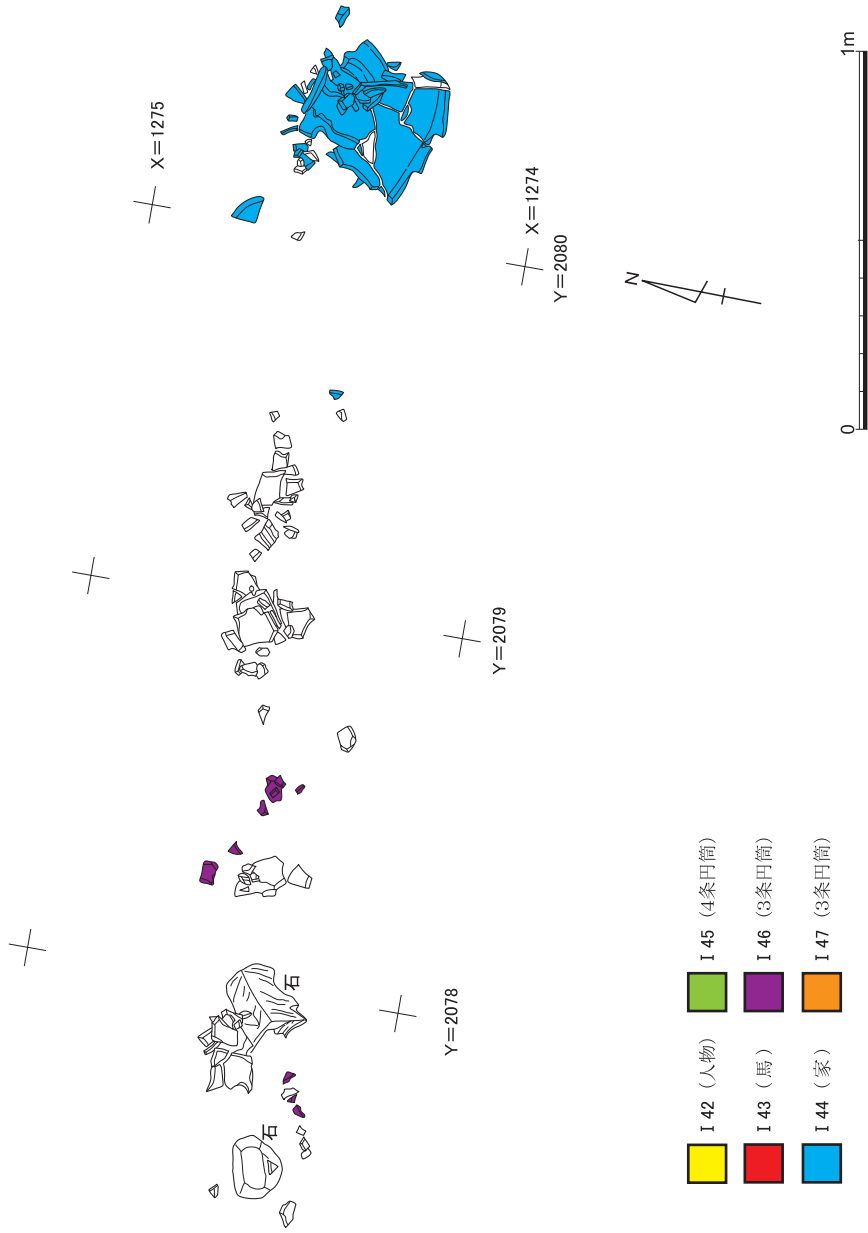 X=1275
X=1274
Y=2080
N
Y=2079
Y=2078
石
石
0
1m
I 42 (人物)
I 43 (馬)
I 44 (家)
I 45 (4条円筒)
I 46 (3条円筒)
I 47 (3条円筒)